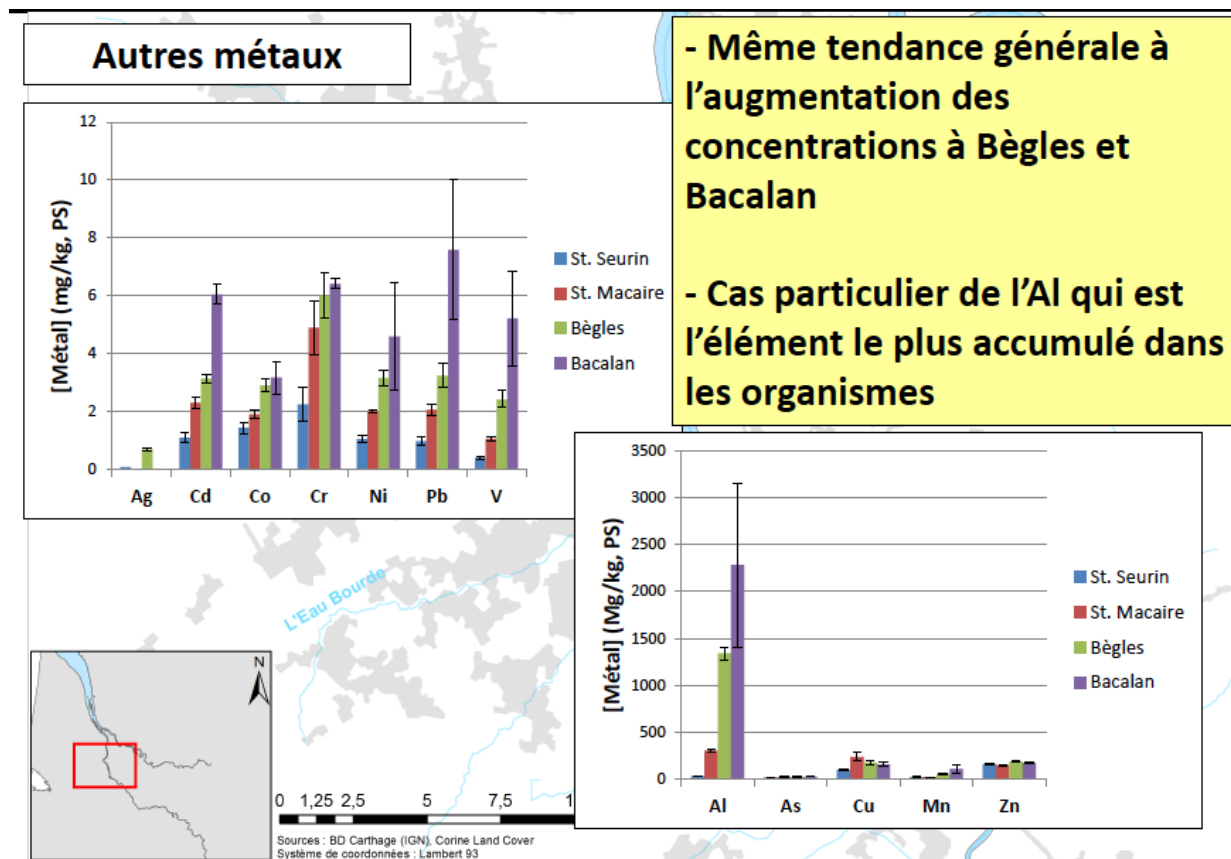 Autres métaux
- Même tendance générale à
l'augmentation des
concentrations à Bègles et
Bacalan
- Cas particulier de l'Al qui est
l'élément le plus accumulé dans
les organismes
[Métal] (mg/kg, PS)
12
10
8
6
4
2
0
Ag Cd Co Cr Ni Pb V
St. Seurin
St. Macaire
Bègles
Bacalan
[Métal] (Mg/kg, PS)
3500
3000
2500
2000
1500
1000
500
0
Al As Cu Mn Zn
St. Seurin
St. Macaire
Bègles
Bacalan
L'Eau Bourde
N
0 1,25 2,5 5 7,5 1
Sources : BD Carthage (IGN), Corine Land Cover
Système de coordonnées : Lambert 93